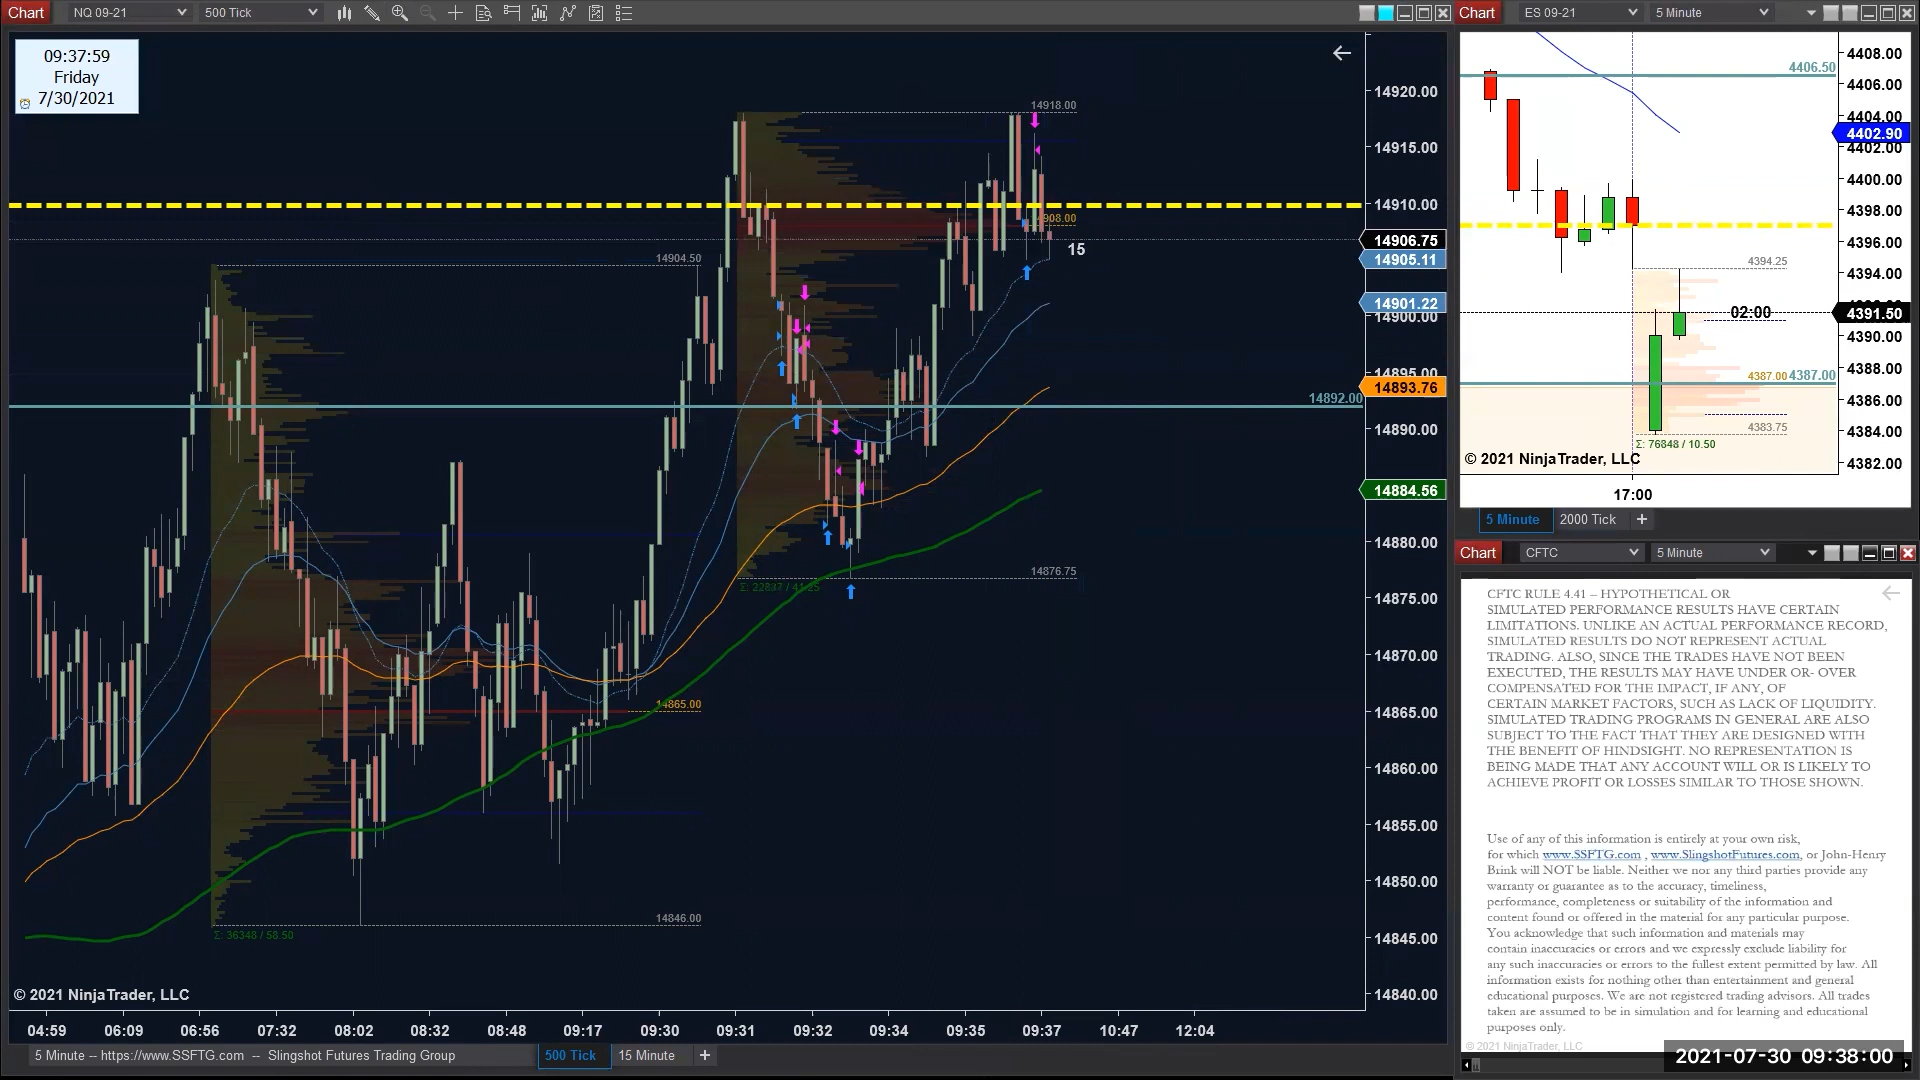 Chart
NQ 09-21
500 Tick
Chart
ES 09-21
5 Minute
09:37:59
Friday
7/30/2021
14918.00
14904.50
14908.00
15
14892.00
14876.75
Σ: 22837 / 41.25
14865.00
14846.00
Σ: 36348 / 58.50
© 2021 NinjaTrader, LLC
14920.00
14915.00
14910.00
14906.75
14905.11
14901.22
14900.00
14895.00
14893.76
14890.00
14884.56
14880.00
14875.00
14870.00
14865.00
14860.00
14855.00
14850.00
14845.00
14840.00
04:59 06:09 06:56 07:32 08:02 08:32 08:48 09:17 09:30 09:31 09:32 09:34 09:35 09:37 10:47 12:04
5 Minute -- https://www.SSFTG.com -- Slingshot Futures Trading Group
500 Tick
15 Minute
+
4406.50
4394.25
02:00
4387.00
4387.00
4383.75
Σ: 76848 / 10.50
© 2021 NinjaTrader, LLC
17:00
4408.00
4406.00
4404.00
4402.90
4402.00
4400.00
4398.00
4396.00
4394.00
4391.50
4390.00
4388.00
4386.00
4384.00
4382.00
5 Minute
2000 Tick
+
Chart
CFTC
5 Minute
CFTC RULE 4.41 – HYPOTHETICAL OR
SIMULATED PERFORMANCE RESULTS HAVE CERTAIN
LIMITATIONS. UNLIKE AN ACTUAL PERFORMANCE RECORD,
SIMULATED RESULTS DO NOT REPRESENT ACTUAL
TRADING. ALSO, SINCE THE TRADES HAVE NOT BEEN
EXECUTED, THE RESULTS MAY HAVE UNDER OR- OVER
COMPENSATED FOR THE IMPACT, IF ANY, OF
CERTAIN MARKET FACTORS, SUCH AS LACK OF LIQUIDITY.
SIMULATED TRADING PROGRAMS IN GENERAL ARE ALSO
SUBJECT TO THE FACT THAT THEY ARE DESIGNED WITH
THE BENEFIT OF HINDSIGHT. NO REPRESENTATION IS
BEING MADE THAT ANY ACCOUNT WILL OR IS LIKELY TO
ACHIEVE PROFIT OR LOSSES SIMILAR TO THOSE SHOWN.
Use of any of this information is entirely at your own risk,
for which www.SSFTG.com , www.SlingshotFutures.com, or John-Henry
Brink will NOT be liable. Neither we nor any third parties provide any
warranty or guarantee as to the accuracy, timeliness,
performance, completeness or suitability of the information and
content found or offered in the material for any particular purpose.
You acknowledge that such information and materials may
contain inaccuracies or errors and we expressly exclude liability for
any such inaccuracies or errors to the fullest extent permitted by law. All
information exists for nothing other than entertainment and general
educational purposes. We are not registered trading advisors. All trades
taken are assumed to be in simulation and for learning and educational
purposes only.
© 2021 NinjaTrader, LLC
2021-07-30 09:38:00